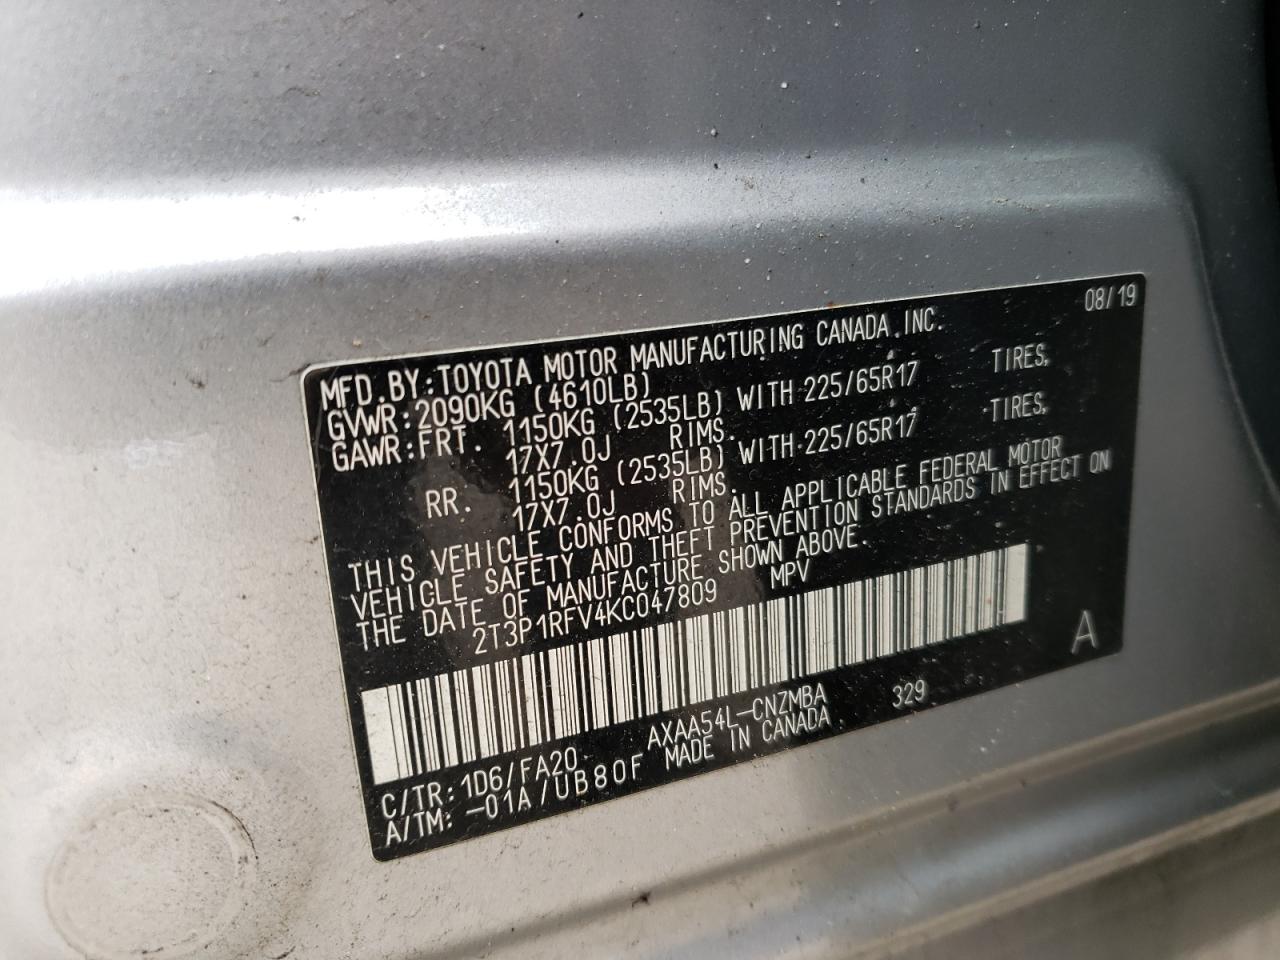 08/19
MFD.BY:TOYOTA MOTOR MANUFACTURING CANADA INC.
GVWR:2090KG (4610LB)
GAWR:FRT. 1150KG (2535LB) WITH 225/65R17 TIRES,
17X7.0J RIMS.
RR. 1150KG (2535LB) WITH 225/65R17 TIRES,
17X7.0J RIMS.
THIS VEHICLE CONFORMS TO ALL APPLICABLE FEDERAL MOTOR
VEHICLE SAFETY AND THEFT PREVENTION STANDARDS IN EFFECT ON
THE DATE OF MANUFACTURE SHOWN ABOVE.
2T3P1RFV4KC047809 MPV
A
C/TR:1D6/FA20 AXAA54L-CNZMBA 329
A/TM:-01A/UB80F MADE IN CANADA